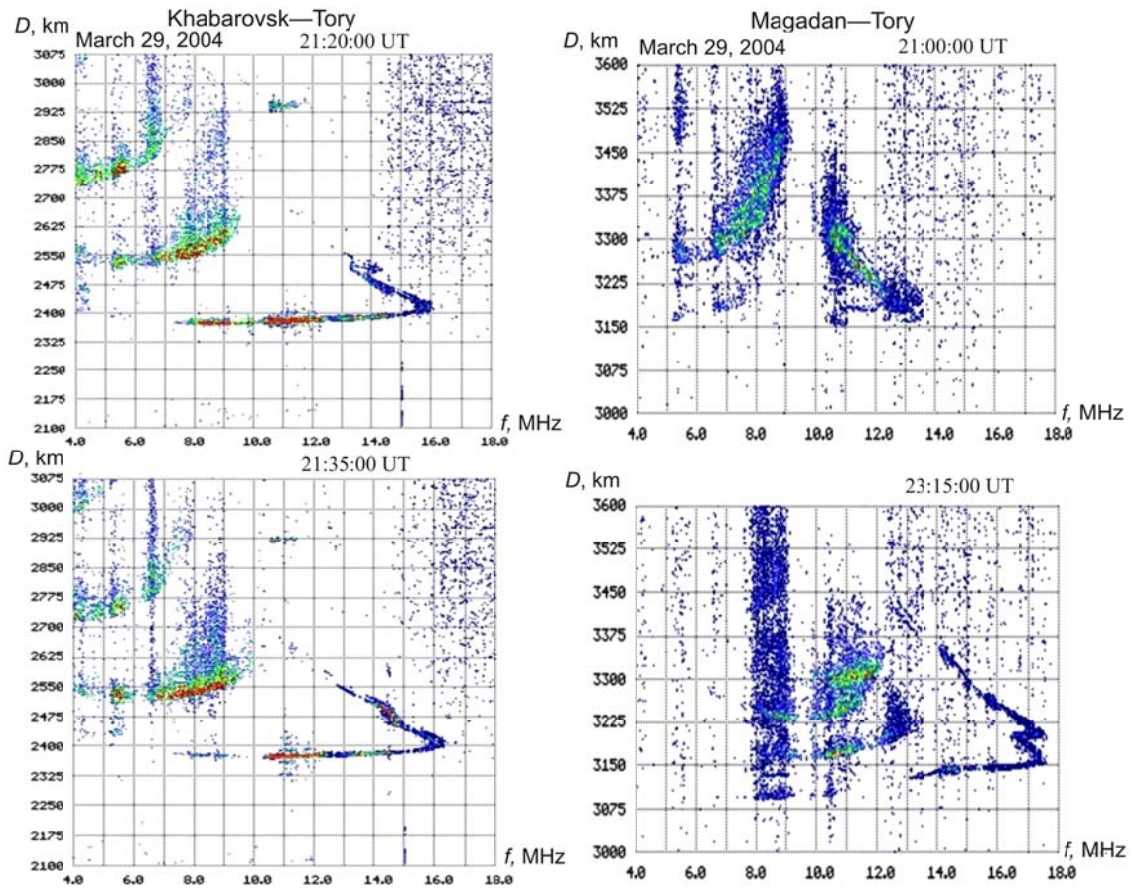 Khabarovsk—Tory
D, km
March 29, 2004 21:20:00 UT
3075
3000
2925
2850
2775
2700
2625
2550
2475
2400
2325
2250
2175
2100
f, MHz
4.0 6.0 8.0 10.0 12.0 14.0 16.0 18.0
Magadan—Tory
D, km
March 29, 2004 21:00:00 UT
3600
3525
3450
3375
3300
3225
3150
3075
3000
f, MHz
4.0 6.0 8.0 10.0 12.0 14.0 16.0 18.0
D, km
21:35:00 UT
3075
3000
2925
2850
2775
2700
2625
2550
2475
2400
2325
2250
2175
2100
f, MHz
4.0 6.0 8.0 10.0 12.0 14.0 16.0 18.0
D, km
23:15:00 UT
3600
3525
3450
3375
3300
3225
3150
3075
3000
f, MHz
4.0 6.0 8.0 10.0 12.0 14.0 16.0 18.0